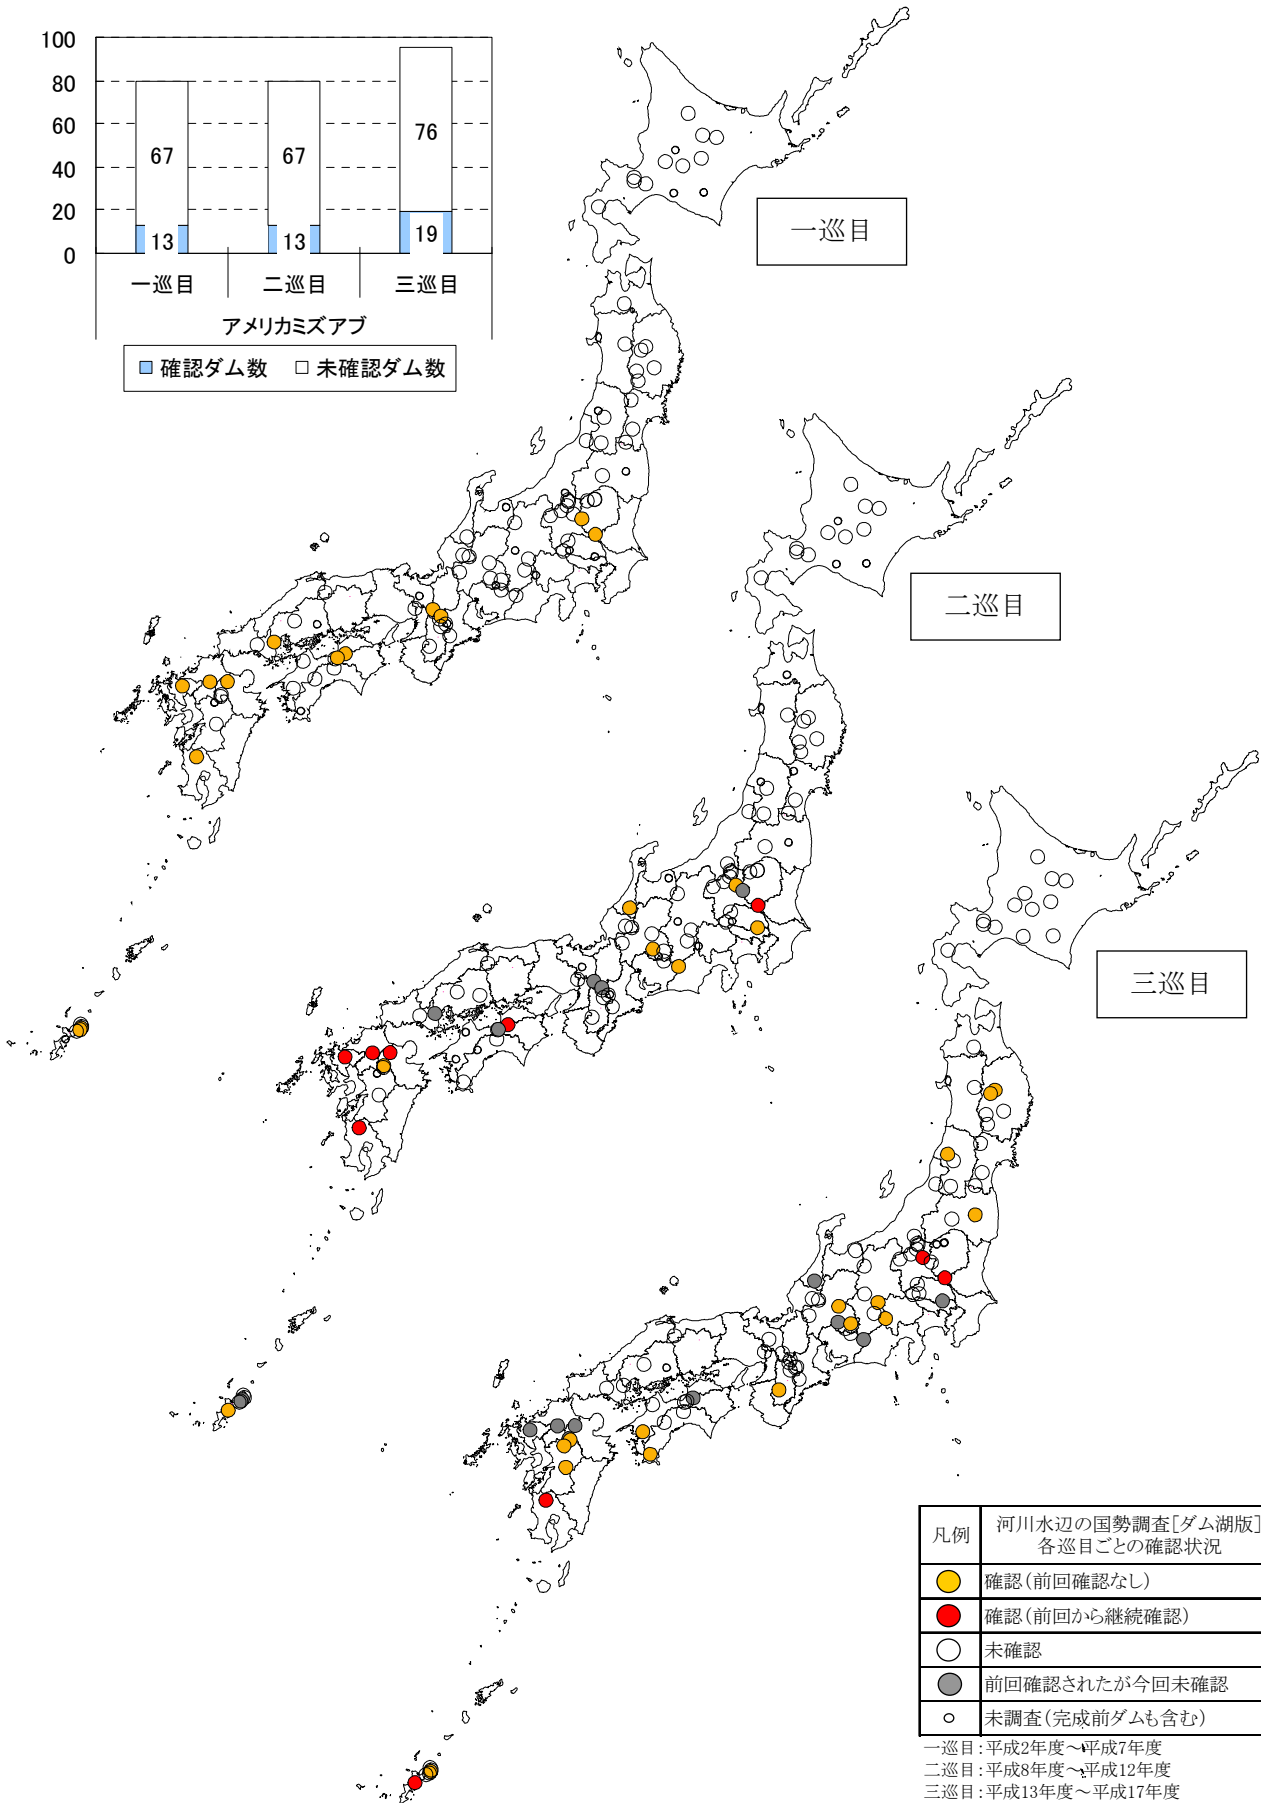 100
80
60
40
20
0
67
67
76
13
13
19
一巡目
二巡目
三巡目
アメリカミズアブ
確認ダム数
未確認ダム数
一巡目
二巡目
三巡目
凡例
河川水辺の国勢調査[ダム湖版]
各巡目ごとの確認状況
確認(前回確認なし)
確認(前回から継続確認)
未確認
前回確認されたが今回未確認
未調査(完成前ダムも含む)
一巡目:平成2年度～平成7年度
二巡目:平成8年度～平成12年度
三巡目:平成13年度～平成17年度